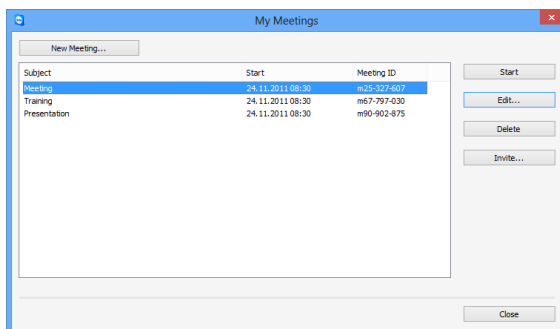 My Meetings
New Meeting...
Subject Start Meeting ID
Meeting 24.11.2011 08:30 m25-327-607
Training 24.11.2011 08:30 m67-797-030
Presentation 24.11.2011 08:30 m90-902-875
Start
Edit...
Delete
Invite...
Close